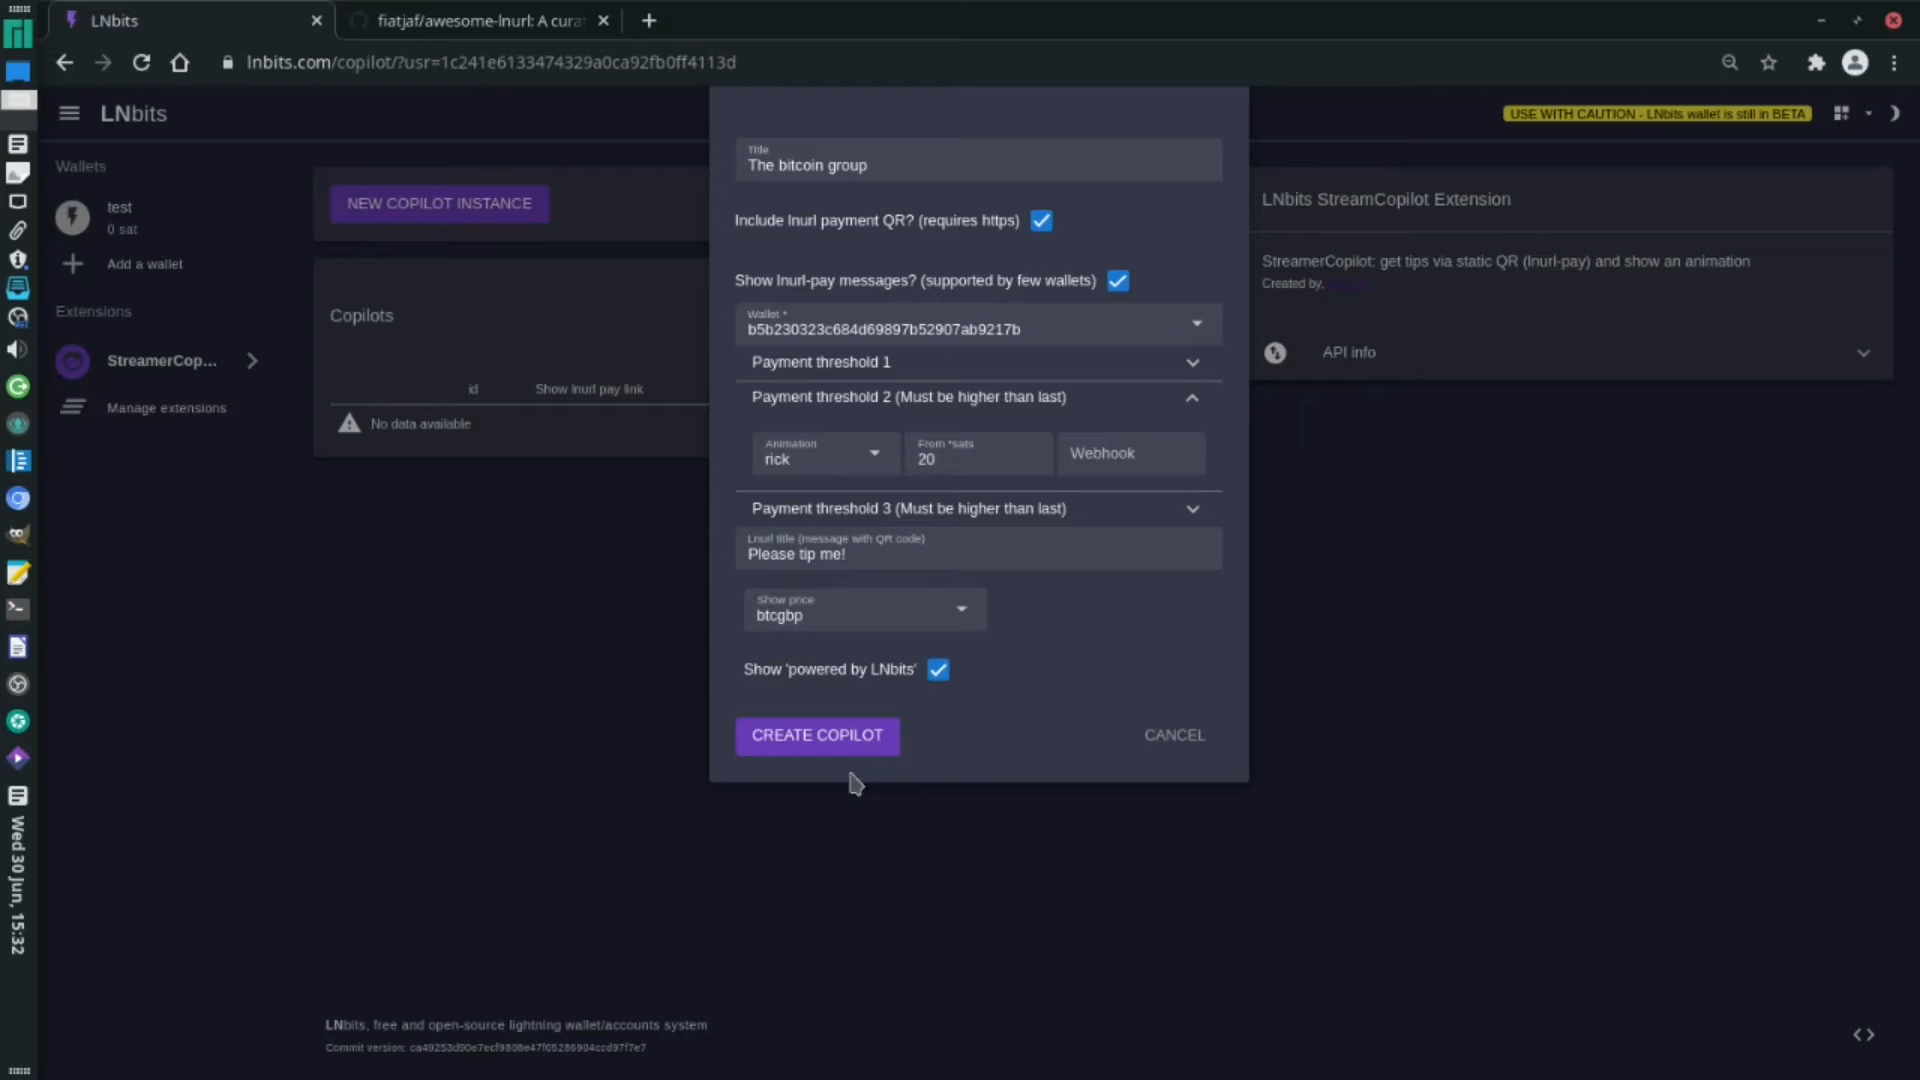 LNbits
fiatjaf/awesome-lnurl: A cura
lnbits.com/copilot/?usr=1c241e6133474329a0ca92fb0ff4113d
LNbits
USE WITH CAUTION - LNbits wallet is still in BETA
Wallets
test
0 sat
Add a wallet
Extensions
StreamerCop...
Manage extensions
NEW COPILOT INSTANCE
Copilots
id
Show lnurl pay link
No data available
Title
The bitcoin group
Include lnurl payment QR? (requires https)
Show lnurl-pay messages? (supported by few wallets)
Wallet *
b5b230323c684d69897b52907ab9217b
Payment threshold 1
Payment threshold 2 (Must be higher than last)
Animation
rick
From *sats
20
Webhook
Payment threshold 3 (Must be higher than last)
Lnurl title (message with QR code)
Please tip me!
Show price
btcgbp
Show 'powered by LNbits'
CREATE COPILOT
CANCEL
LNbits StreamCopilot Extension
StreamerCopilot: get tips via static QR (lnurl-pay) and show an animation
Created by,
API info
LNbits, free and open-source lightning wallet/accounts system
Commit version:
Wed 30 Jun, 15:32